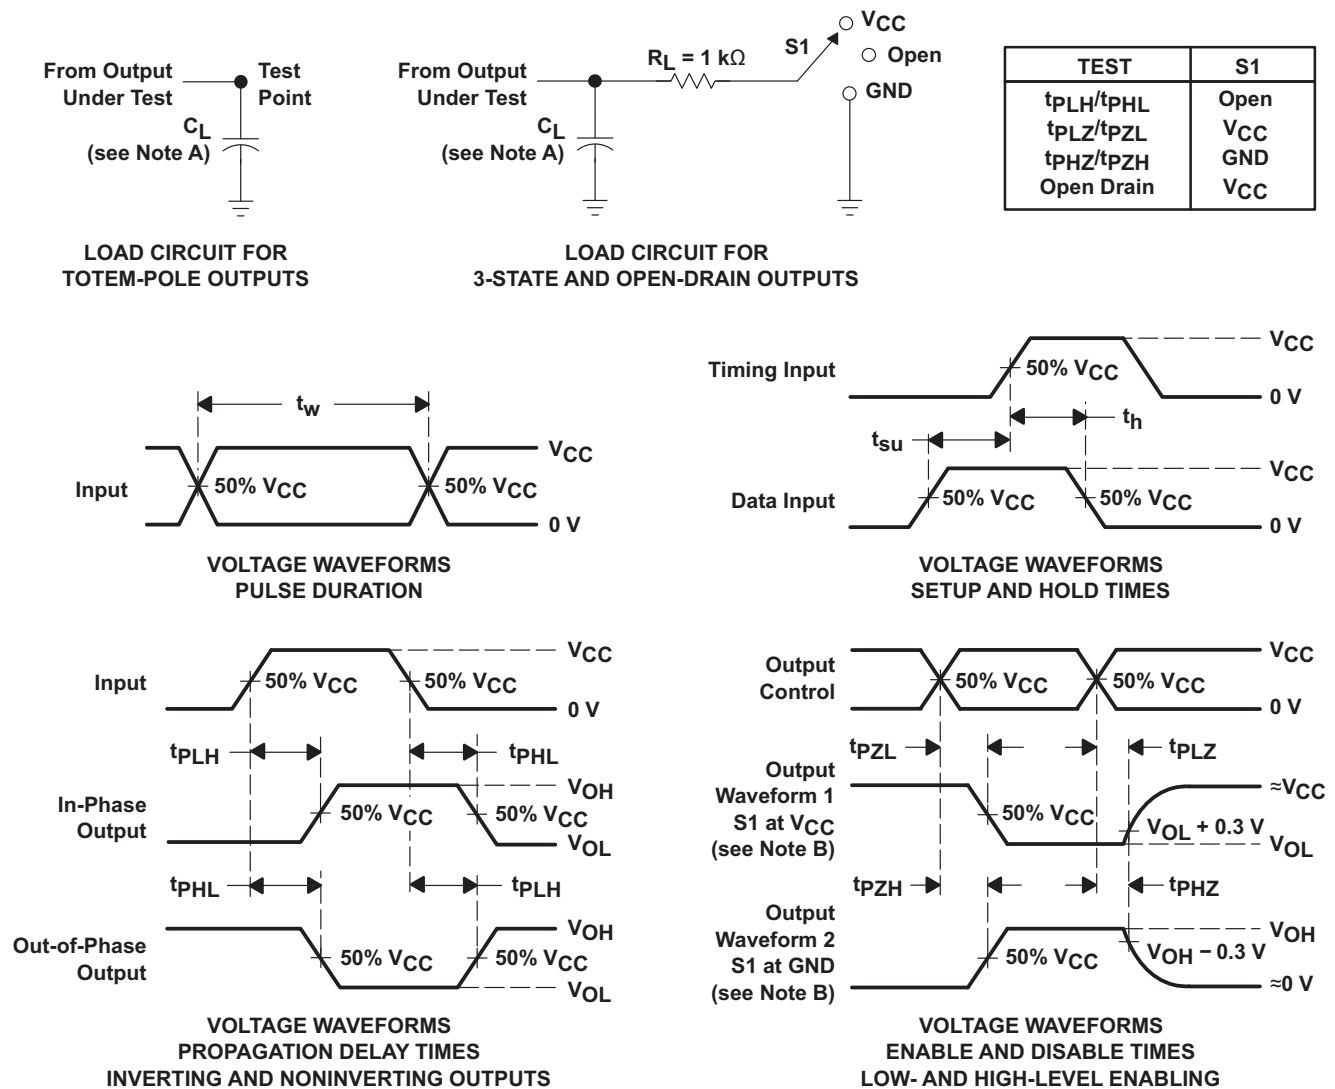 From Output
Under Test
Test
Point
CL
(see Note A)
LOAD CIRCUIT FOR
TOTEM-POLE OUTPUTS
From Output
Under Test
RL = 1 kΩ
S1
VCC
Open
GND
CL
(see Note A)
LOAD CIRCUIT FOR
3-STATE AND OPEN-DRAIN OUTPUTS
TEST S1
tPLH/tPHL Open
tPLZ/tPZL VCC
tPHZ/tPZH GND
Open Drain VCC
tw
Input
50% VCC
50% VCC
VCC
0 V
VOLTAGE WAVEFORMS
PULSE DURATION
Timing Input
50% VCC
VCC
0 V
tsu
th
Data Input
50% VCC
50% VCC
VCC
0 V
VOLTAGE WAVEFORMS
SETUP AND HOLD TIMES
Input
50% VCC
50% VCC
VCC
0 V
tPLH
tPHL
In-Phase
Output
50% VCC
50% VCC
VOH
VOL
tPHL
tPLH
Out-of-Phase
Output
50% VCC
50% VCC
VOH
VOL
VOLTAGE WAVEFORMS
PROPAGATION DELAY TIMES
INVERTING AND NONINVERTING OUTPUTS
Output
Control
50% VCC
50% VCC
VCC
0 V
tPZL
tPLZ
Output
Waveform 1
S1 at VCC
(see Note B)
50% VCC
VOL + 0.3 V
≈VCC
VOL
tPZH
tPHZ
Output
Waveform 2
S1 at GND
(see Note B)
50% VCC
VOH − 0.3 V
VOH
≈0 V
VOLTAGE WAVEFORMS
ENABLE AND DISABLE TIMES
LOW- AND HIGH-LEVEL ENABLING